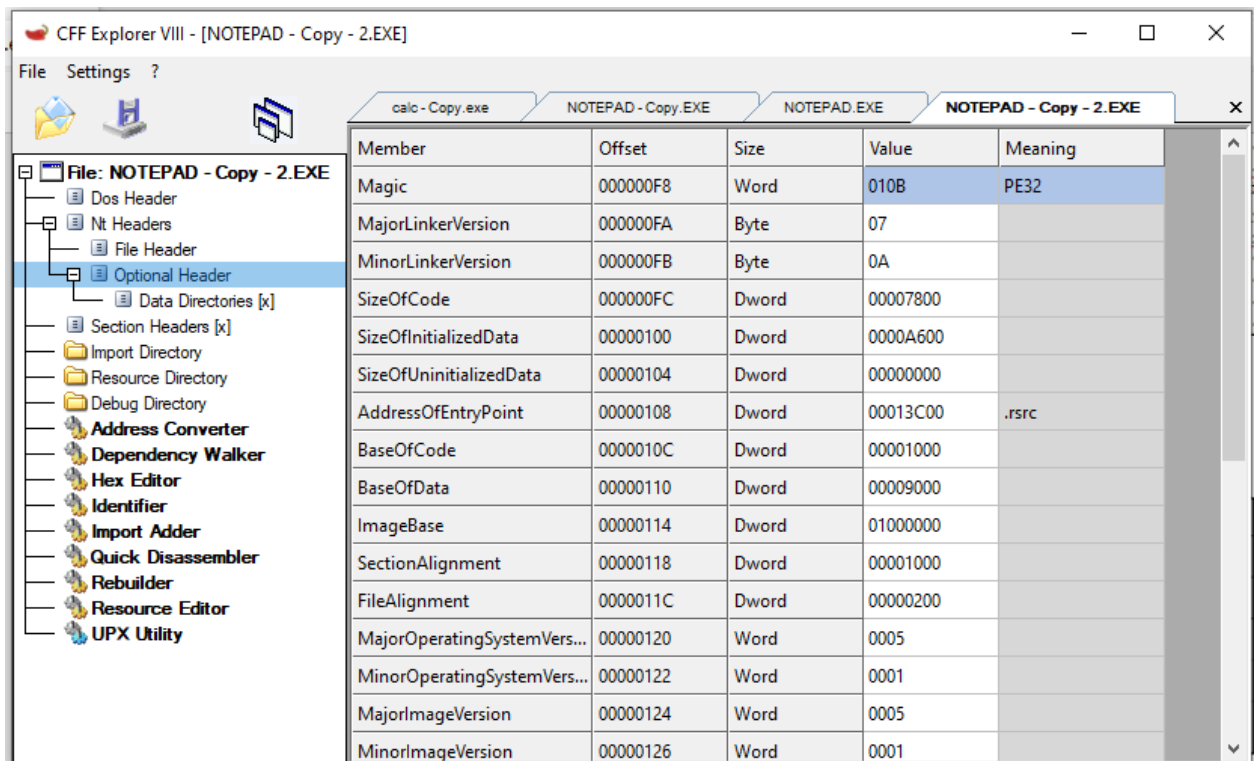 CFF Explorer VIII - [NOTEPAD - Copy - 2.EXE]
File Settings ?
calc - Copy.exe NOTEPAD - Copy.EXE NOTEPAD.EXE NOTEPAD - Copy - 2.EXE
File: NOTEPAD - Copy - 2.EXE
Dos Header
Nt Headers
File Header
Optional Header
Data Directories [x]
Section Headers [x]
Import Directory
Resource Directory
Debug Directory
Address Converter
Dependency Walker
Hex Editor
Identifier
Import Adder
Quick Disassembler
Rebuilder
Resource Editor
UPX Utility
Member Offset Size Value Meaning
Magic 000000F8 Word 010B PE32
MajorLinkerVersion 000000FA Byte 07
MinorLinkerVersion 000000FB Byte 0A
SizeOfCode 000000FC Dword 00007800
SizeOfInitializedData 00000100 Dword 0000A600
SizeOfUninitializedData 00000104 Dword 00000000
AddressOfEntryPoint 00000108 Dword 00013C00 .rsrc
BaseOfCode 0000010C Dword 00001000
BaseOfData 00000110 Dword 00009000
ImageBase 00000114 Dword 01000000
SectionAlignment 00000118 Dword 00001000
FileAlignment 0000011C Dword 00000200
MajorOperatingSystemVers... 00000120 Word 0005
MinorOperatingSystemVers... 00000122 Word 0001
MajorImageVersion 00000124 Word 0005
MinorImageVersion 00000126 Word 0001